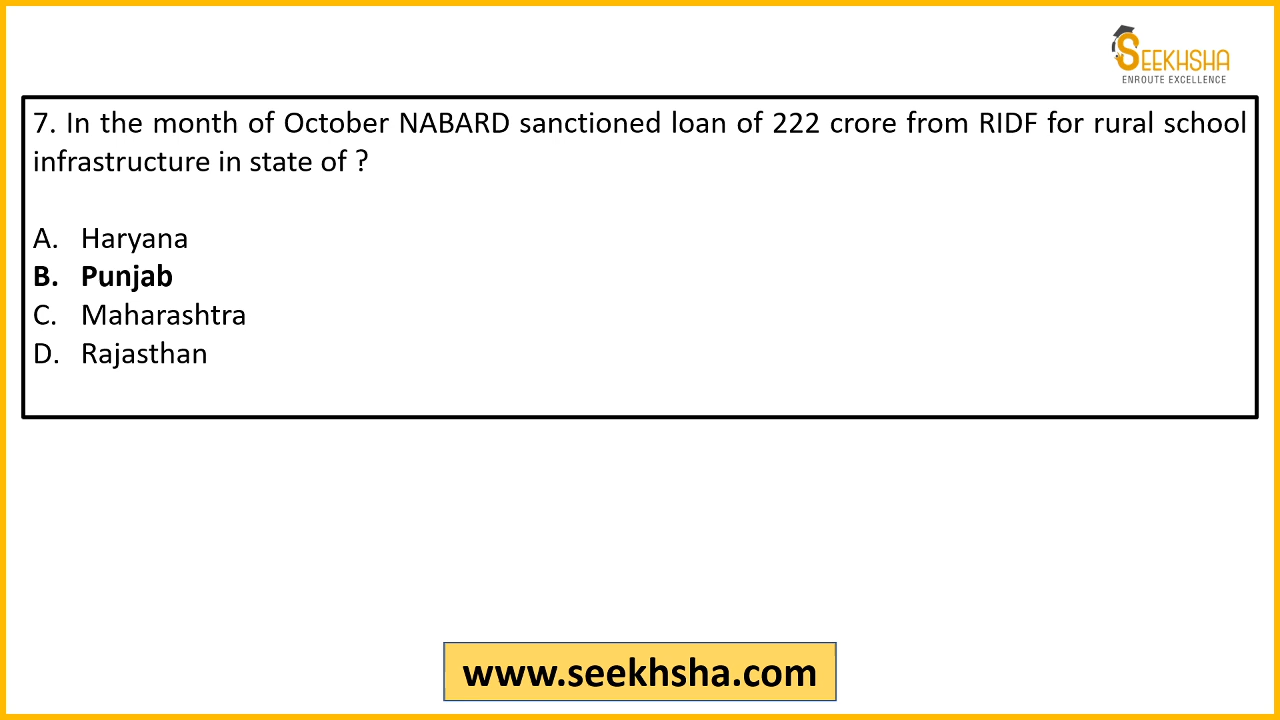 SEEKHSHA
ENROUTE EXCELLENCE
7. In the month of October NABARD sanctioned loan of 222 crore from RIDF for rural school
infrastructure in state of ?
A. Haryana
B. Punjab
C. Maharashtra
D. Rajasthan
www.seekhsha.com